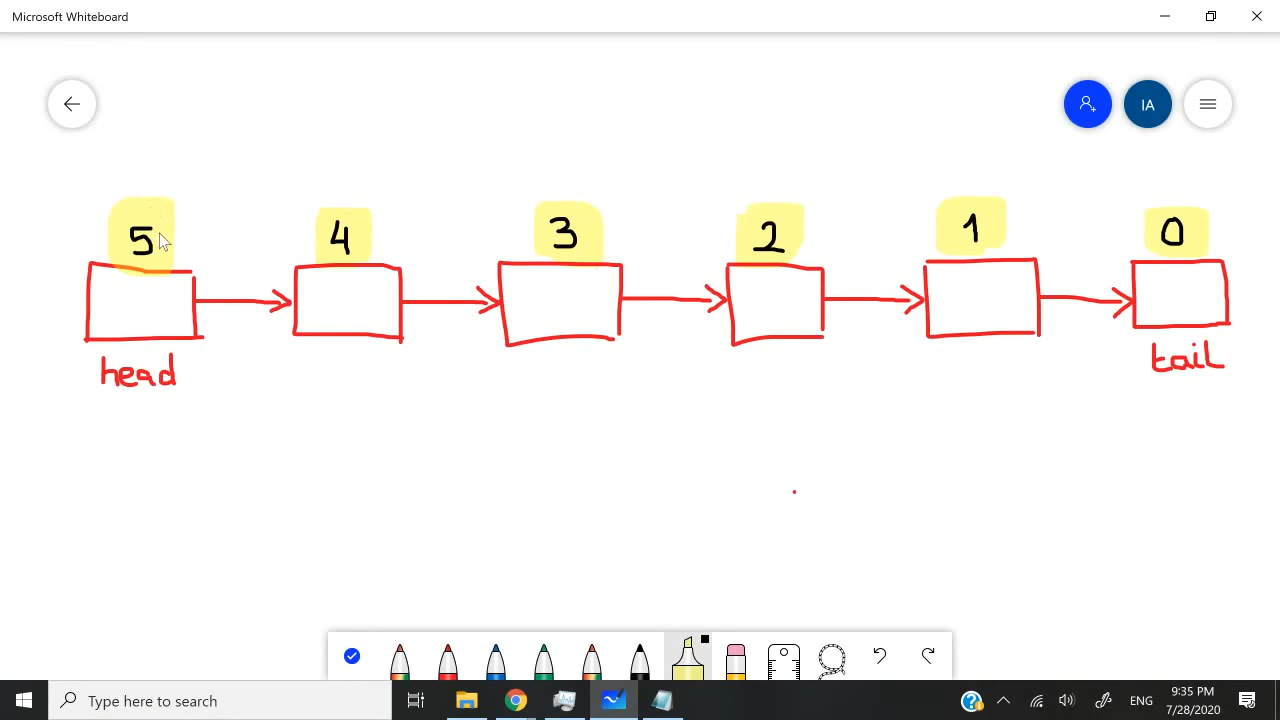 Microsoft Whiteboard
IA
5 4 3 2 1 0
head tail
Type here to search
ENG
9:35 PM
7/28/2020